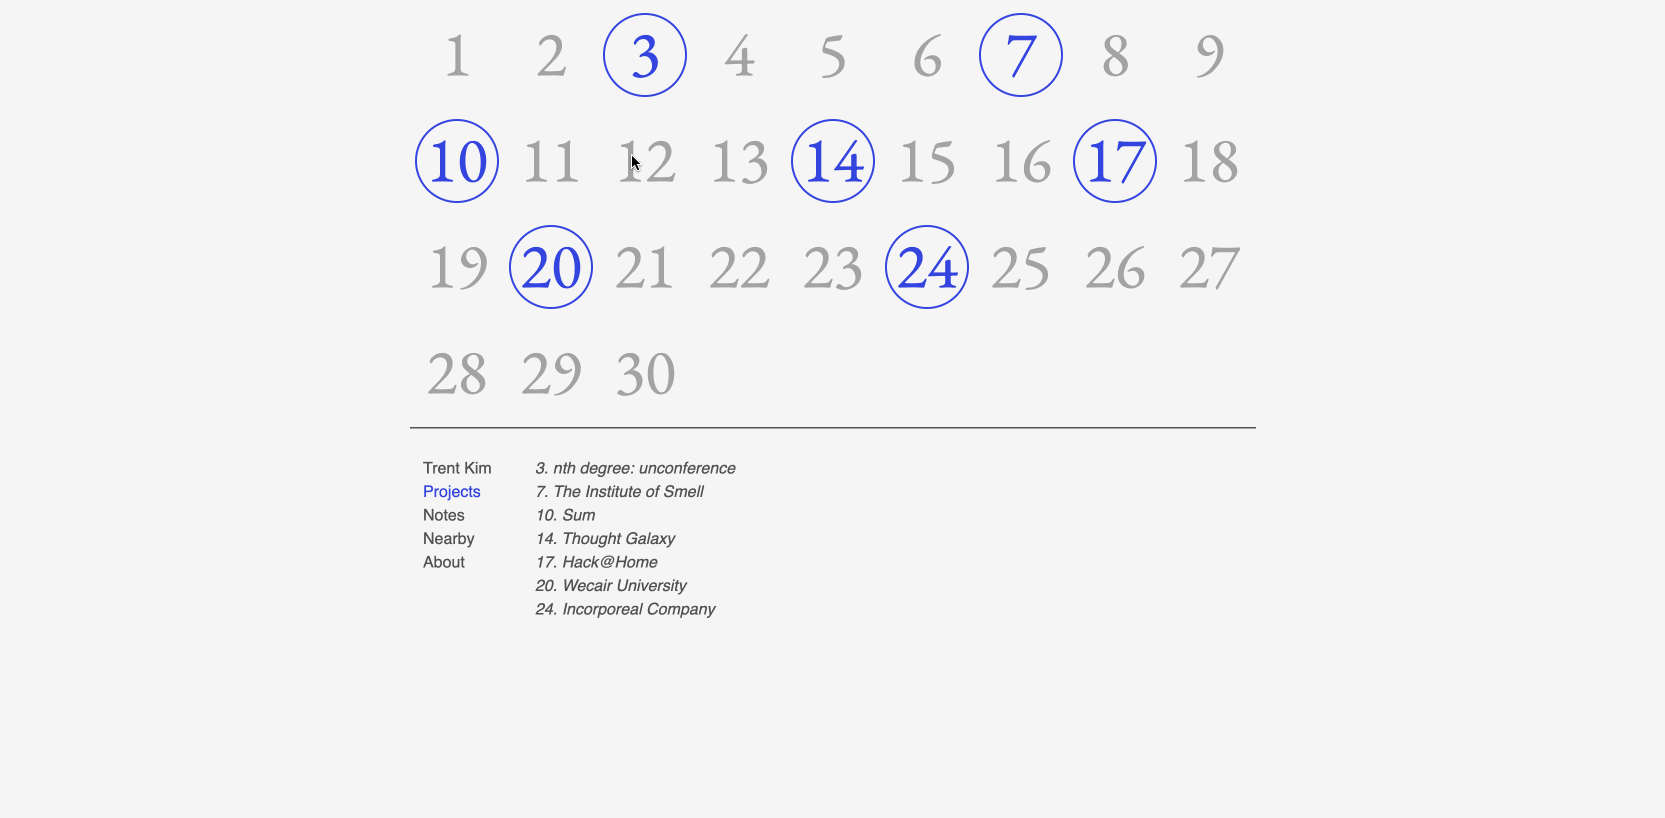 1 2 3 4 5 6 7 8 9
10 11 12 13 14 15 16 17 18
19 20 21 22 23 24 25 26 27
28 29 30
Trent Kim
Projects
Notes
Nearby
About
3. nth degree: unconference
7. The Institute of Smell
10. Sum
14. Thought Galaxy
17. Hack@Home
20. Wecair University
24. Incorporeal Company